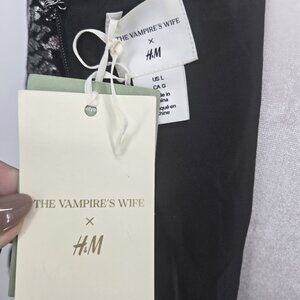 THE VAMPIRE'S WIFE
×
H&M
US L
CA G
THE VAMPIRE'S WIFE
×
H&M